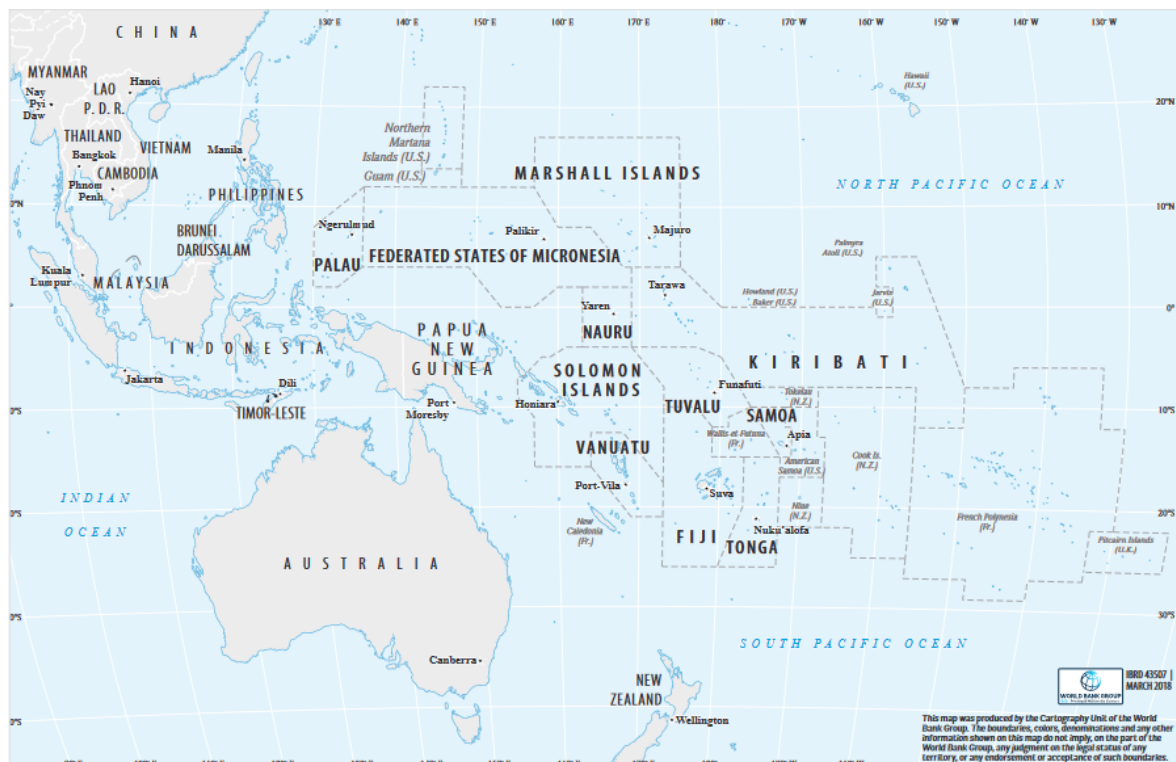 130° E
140° E
150° E
160° E
170° E
180°
170° W
160° W
150° W
140° W
130° W
CHINA
MYANMAR
Nay
Pyi
Daw
LAO
P. D. R.
Hanoi
THAILAND
Bangkok
VIETNAM
CAMBODIA
Phnom
Penh
Manila
PHILIPPINES
BRUNEI
DARUSSALAM
Kuala
Lumpur
MALAYSIA
INDONESIA
Jakarta
Dili
TIMOR-LESTE
Northern
Martana
Islands (U.S.)
Guam (U.S.)
Hawaii
(U.S.)
20°N
MARSHALL ISLANDS
NORTH PACIFIC OCEAN
0°N
10°N
Ngerulmud
PALAU
Palikir
FEDERATED STATES OF MICRONESIA
Majuro
Palmyra
Atoll (U.S.)
Tarawa
Howland (U.S.)
Baker (U.S.)
Jarvis
(U.S.)
0°
Yaren
NAURU
PAPUA
NEW
GUINEA
Port
Moresby
SOLOMON
ISLANDS
Honiara
KIRIBATI
Funafuti
TUVALU
Tokelau
(N.Z.)
SAMOA
Apia
0°S
10°S
Wallis et Futuna
(Fr.)
American
Samoa (U.S.)
Cook Is.
(N.Z.)
VANUATU
Port-Vila
Suva
FIJI
New
Caledonia
(Fr.)
Niue
(N.Z.)
Nuku'alofa
TONGA
French Polynesia
(Fr.)
Pitcairn Islands
(U.K.)
0°S
20°S
INDIAN
OCEAN
AUSTRALIA
Canberra
0°S
30°S
SOUTH PACIFIC OCEAN
NEW
ZEALAND
Wellington
0°S
WORLD BANK GROUP
IBRD 43507 |
MARCH 2018
This map was produced by the Cartography Unit of the World
Bank Group. The boundaries, colors, denominations and any other
information shown on this map do not imply, on the part of the
World Bank Group, any judgment on the legal status of any
territory, or any endorsement or acceptance of such boundaries.